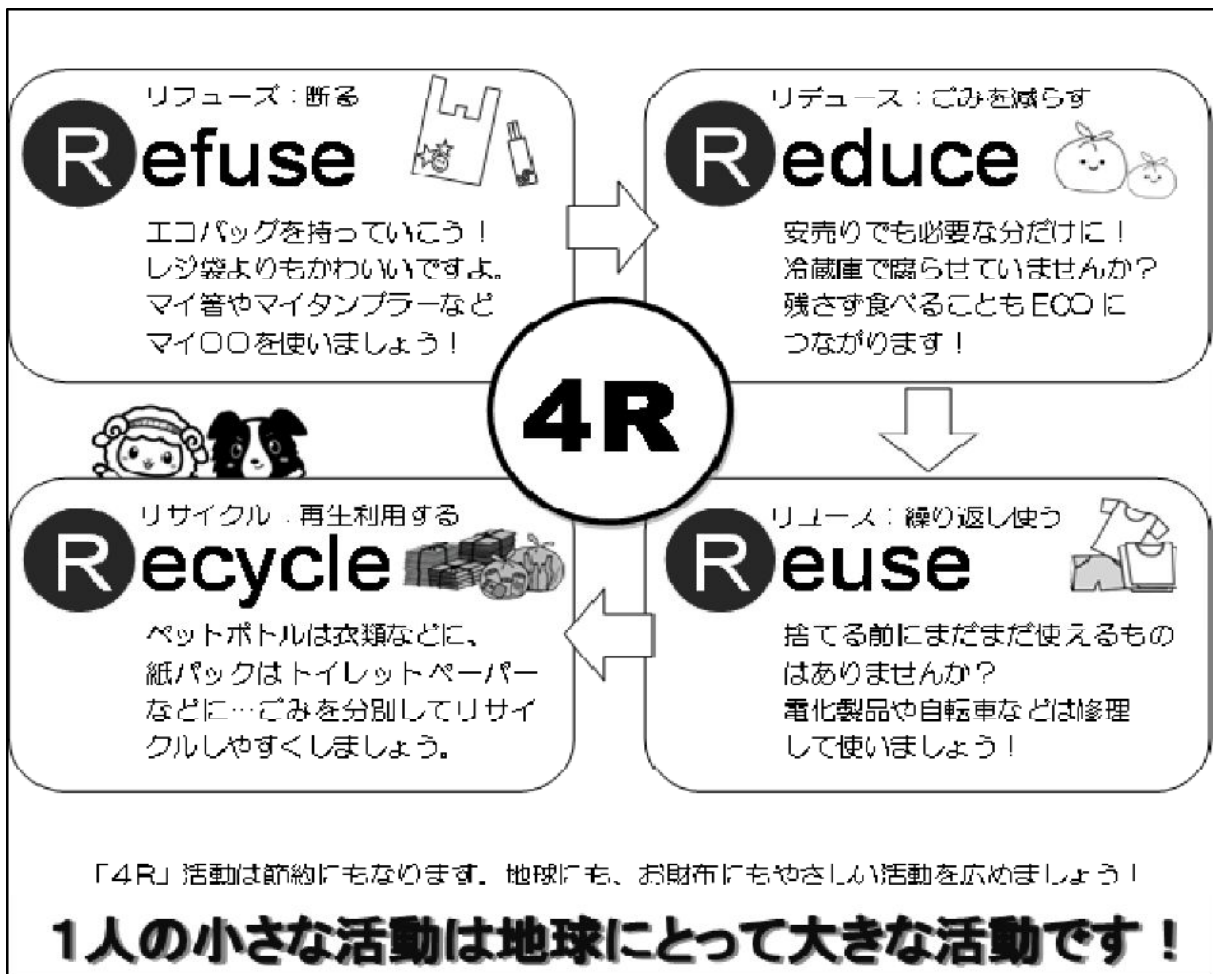 リフューズ：断る
Refuse
エコバッグを持っていこう！
レジ袋よりもかわいいですよ。
マイ箸やマイタンブラーなど
マイ〇〇を使いましょう！
リデュース：ごみを減らす
Reduce
安売りでも必要な分だけに！
冷蔵庫で腐らせていませんか？
残さず食べることもECOに
つながります！
4R
リユース：繰り返し使う
Reuse
捨てる前にまだまだ使えるもの
はありませんか？
電化製品や自転車などは修理
して使いましょう！
リサイクル：再生利用する
Recycle
ペットボトルは衣類などに、
紙パックはトイレットペーパー
などに…ごみを分別してリサイ
クルしやすくしましょう。
「4R」活動は節約にもなります。地球にも、お財布にもやさしい活動を広めましょう！
1人の小さな活動は地球にとって大きな活動です！